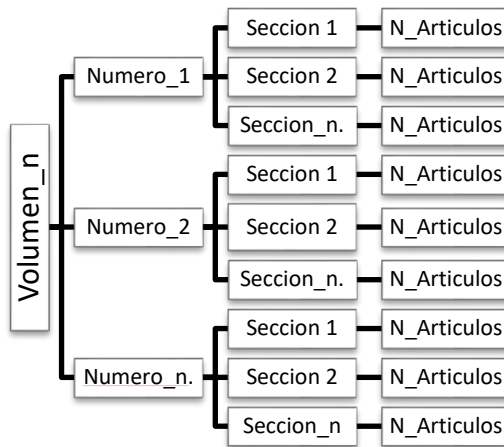 Volumen_n
Numero_1
Seccion 1
N_Articulos
Seccion 2
N_Articulos
Seccion_n.
N_Articulos
Numero_2
Seccion 1
N_Articulos
Seccion 2
N_Articulos
Seccion_n.
N_Articulos
Numero_n.
Seccion 1
N_Articulos
Seccion 2
N_Articulos
Seccion_n
N_Articulos